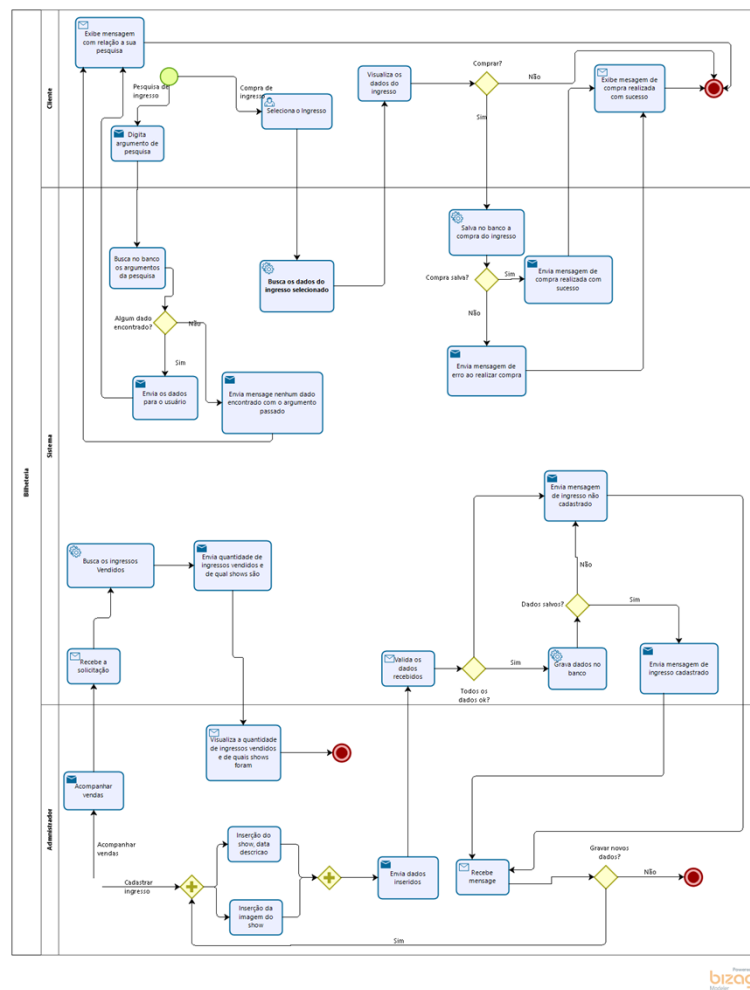 Bilheteria
Cliente
Exibe mensagem
com relação a sua
pesquisa
Pesquisa de
ingresso
Compra de
ingresso
Seleciona o Ingresso
Digita
argumento de
pesquisa
Visualiza os
dados do
ingresso
Comprar?
Não
Sim
Exibe mesagem de
compra realizada
com sucesso
Sistema
Busca no banco
os argumentos
da pesquisa
Algum dado
encontrado?
Não
Sim
Envia os dados
para o usuário
Envia mensage nenhum dado
encontrado com o argumento
passado
Busca os dados do
ingresso selecionado
Salva no banco a
compra do ingresso
Compra salva?
Sim
Não
Envia mensagem de
compra realizada com
sucesso
Envia mensagem de
erro ao realizar compra
Busca os ingressos
Vendidos
Envia quantidade de
ingressos vendidos e
de qual shows são
Recebe a
solicitação
Valida os
dados
recebidos
Todos os
dados ok?
Sim
Grava dados no
banco
Dados salvos?
Não
Sim
Envia mensagem
de ingresso não
cadastrado
Envia mensagem de
ingresso cadastrado
Administrador
Visualiza a quantidade
de ingressos vendidos
e de quais shows
foram
Acompanhar
vendas
Acompanhar
vendas
Cadastrar
ingresso
Inserção do
show, data
descricao
Inserção da
imagem do
show
Envia dados
inseridos
Recebe
mensage
Gravar novos
dados?
Não
Sim
Powere
bizag
Modeler